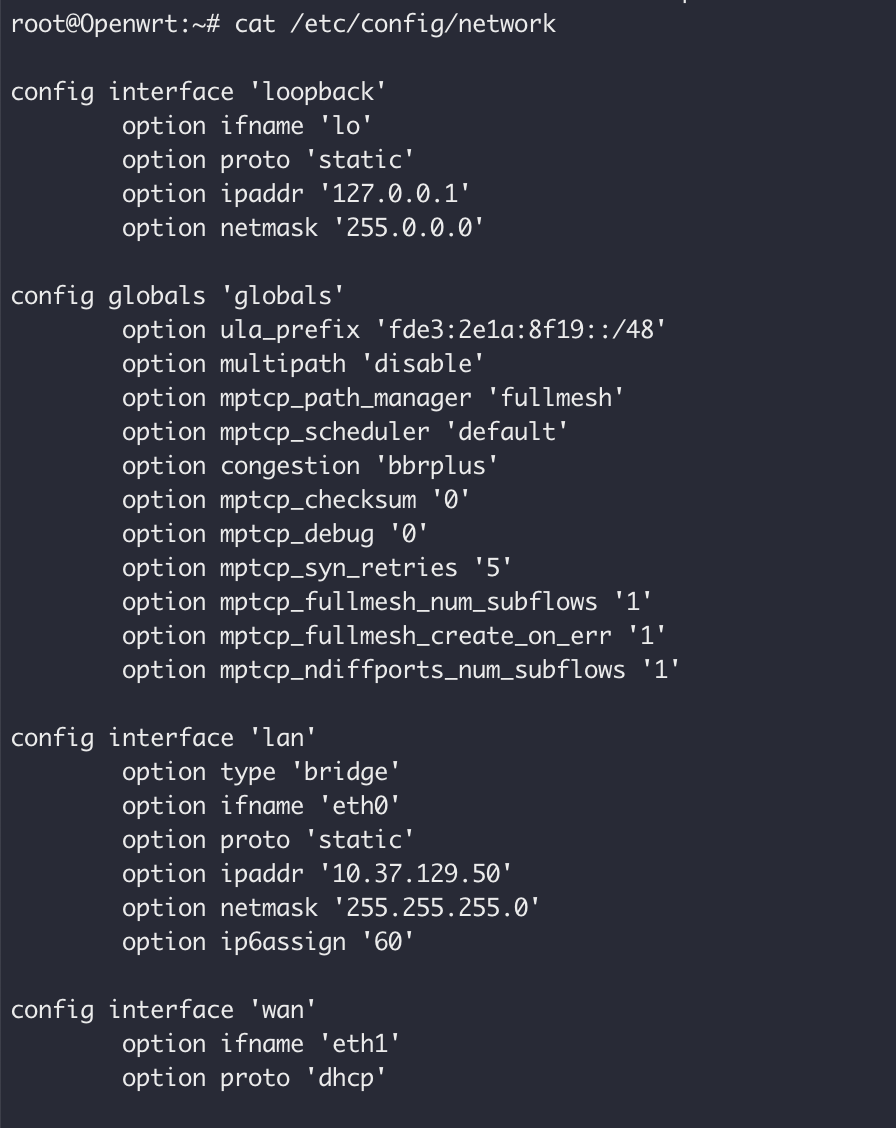 root@Openwrt:~# cat /etc/config/network
config interface 'loopback'
option ifname 'lo'
option proto 'static'
option ipaddr '127.0.0.1'
option netmask '255.0.0.0'
config globals 'globals'
option ula_prefix 'fde3:2e1a:8f19::/48'
option multipath 'disable'
option mptcp_path_manager 'fullmesh'
option mptcp_scheduler 'default'
option congestion 'bbrplus'
option mptcp_checksum '0'
option mptcp_debug '0'
option mptcp_syn_retries '5'
option mptcp_fullmesh_num_subflows '1'
option mptcp_fullmesh_create_on_err '1'
option mptcp_ndiffports_num_subflows '1'
config interface 'lan'
option type 'bridge'
option ifname 'eth0'
option proto 'static'
option ipaddr '10.37.129.50'
option netmask '255.255.255.0'
option ip6assign '60'
config interface 'wan'
option ifname 'eth1'
option proto 'dhcp'